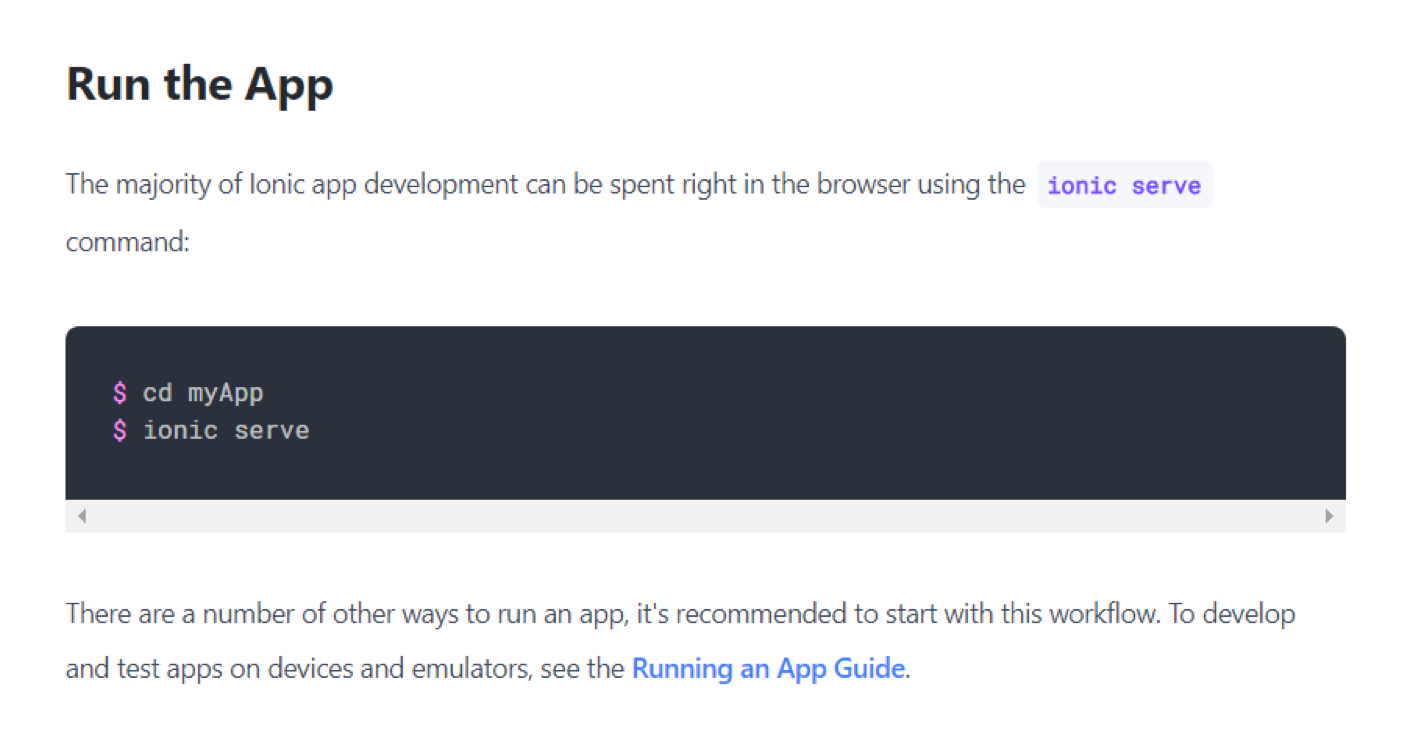 Run the App
The majority of Ionic app development can be spent right in the browser using the ionic serve
command:
$ cd myApp
$ ionic serve
There are a number of other ways to run an app, it's recommended to start with this workflow. To develop
and test apps on devices and emulators, see the Running an App Guide.